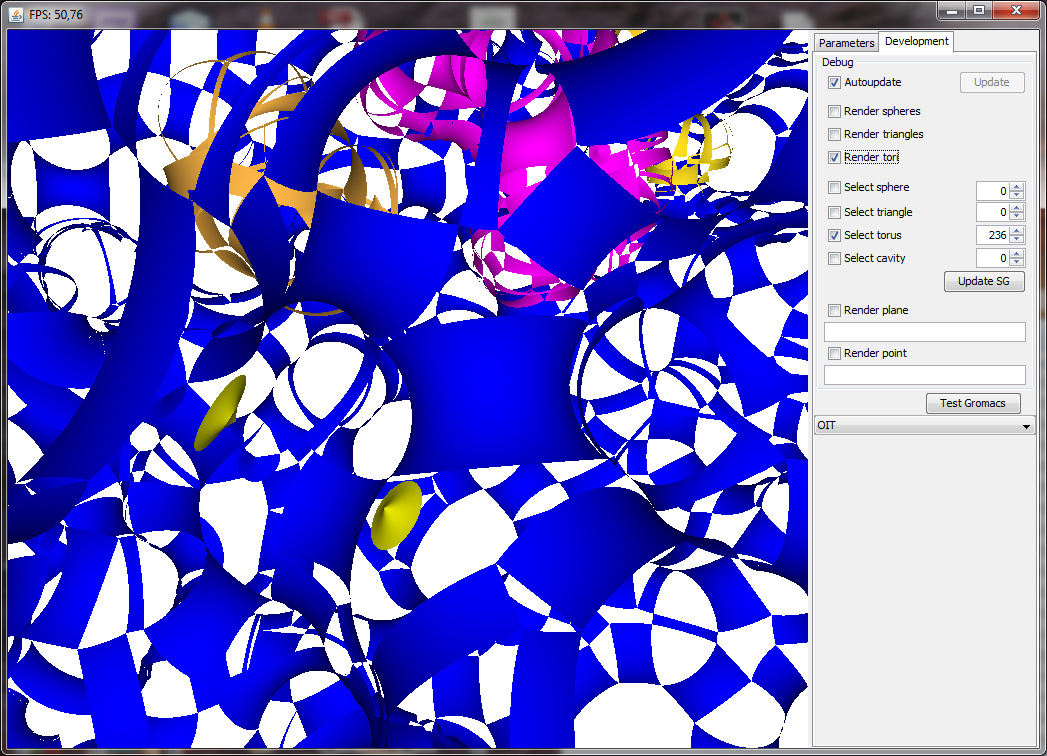 FPS: 50,76
Parameters Development
Debug
Autoupdate Update
Render spheres
Render triangles
Render tori
Select sphere 0
Select triangle 0
Select torus 236
Select cavity 0
Update SG
Render plane
Render point
Test Gromacs
OIT